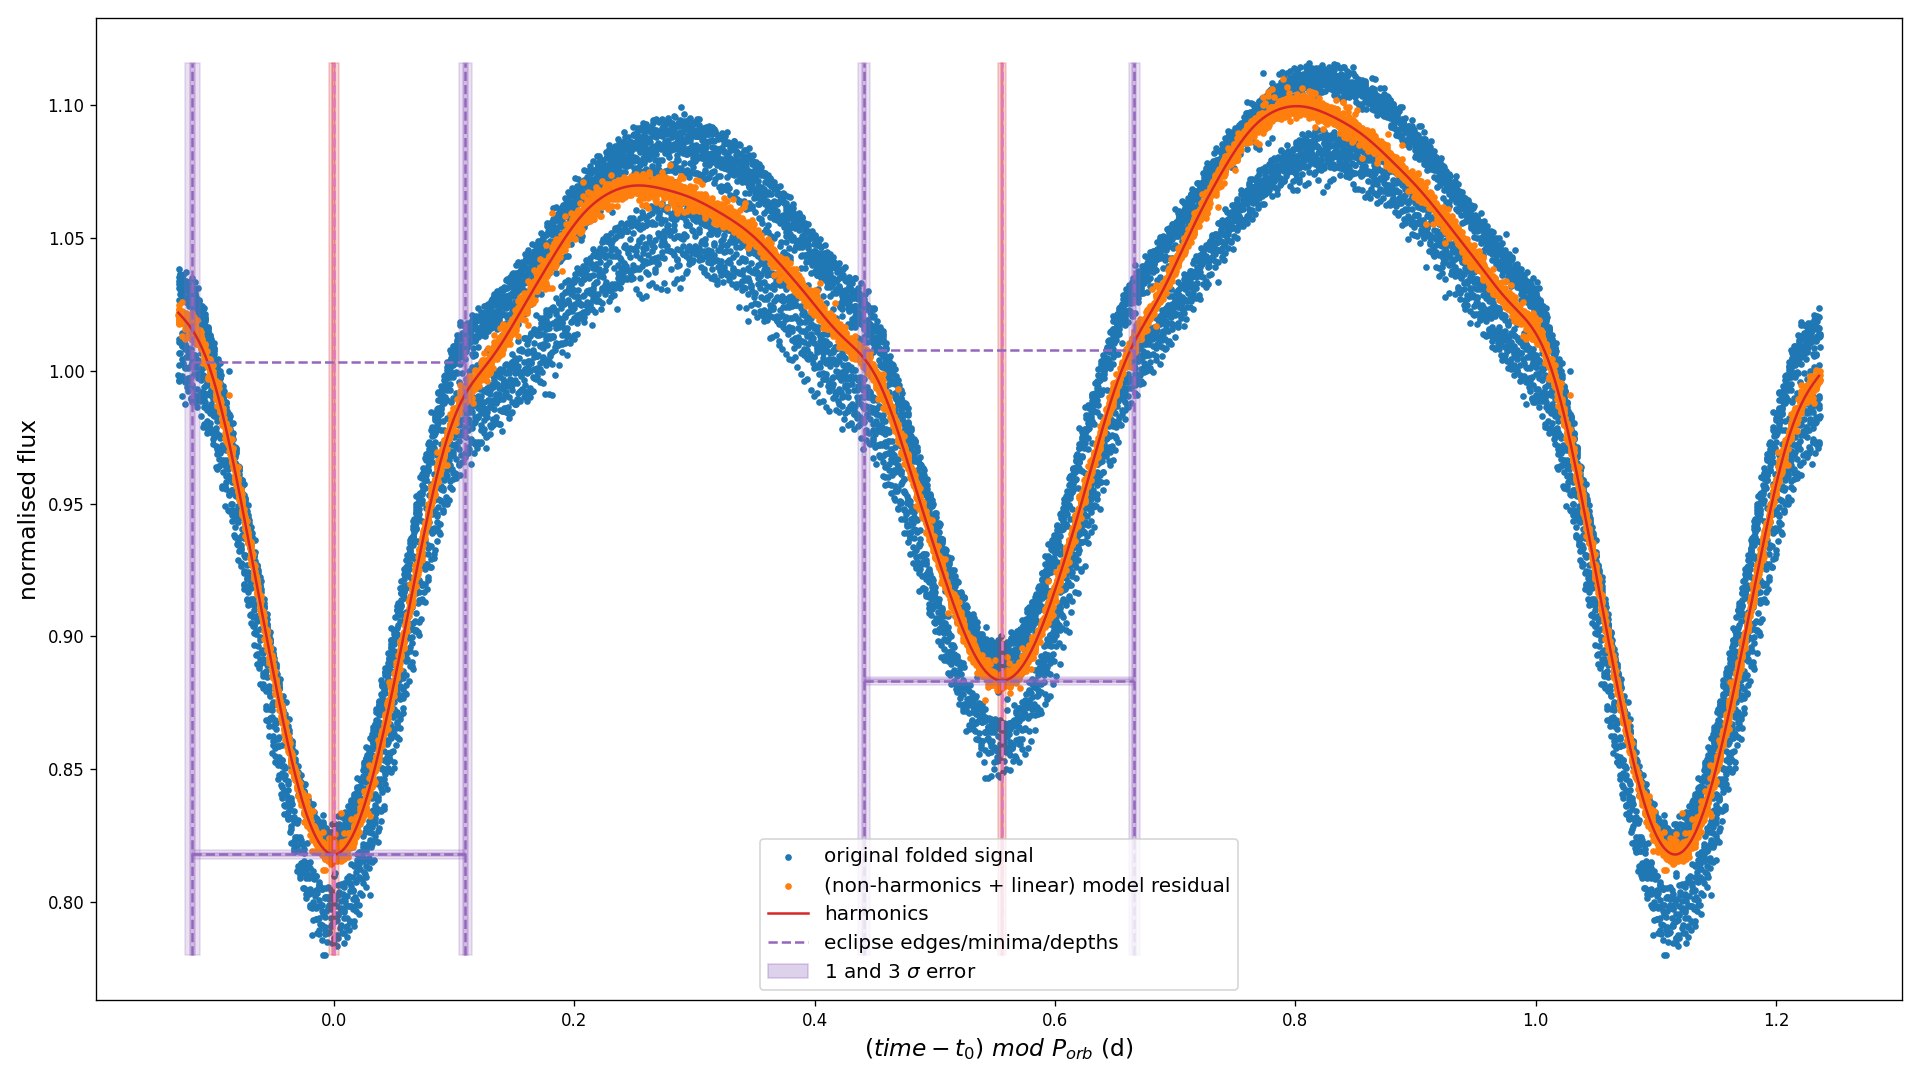 normalised flux
1.10
1.05
1.00
0.95
0.90
0.85
0.80
original folded signal
(non-harmonics + linear) model residual
harmonics
eclipse edges/minima/depths
1 and 3 σ error
0.0 0.2 0.4 0.6 0.8 1.0 1.2
(time − t₀) mod P_orb (d)